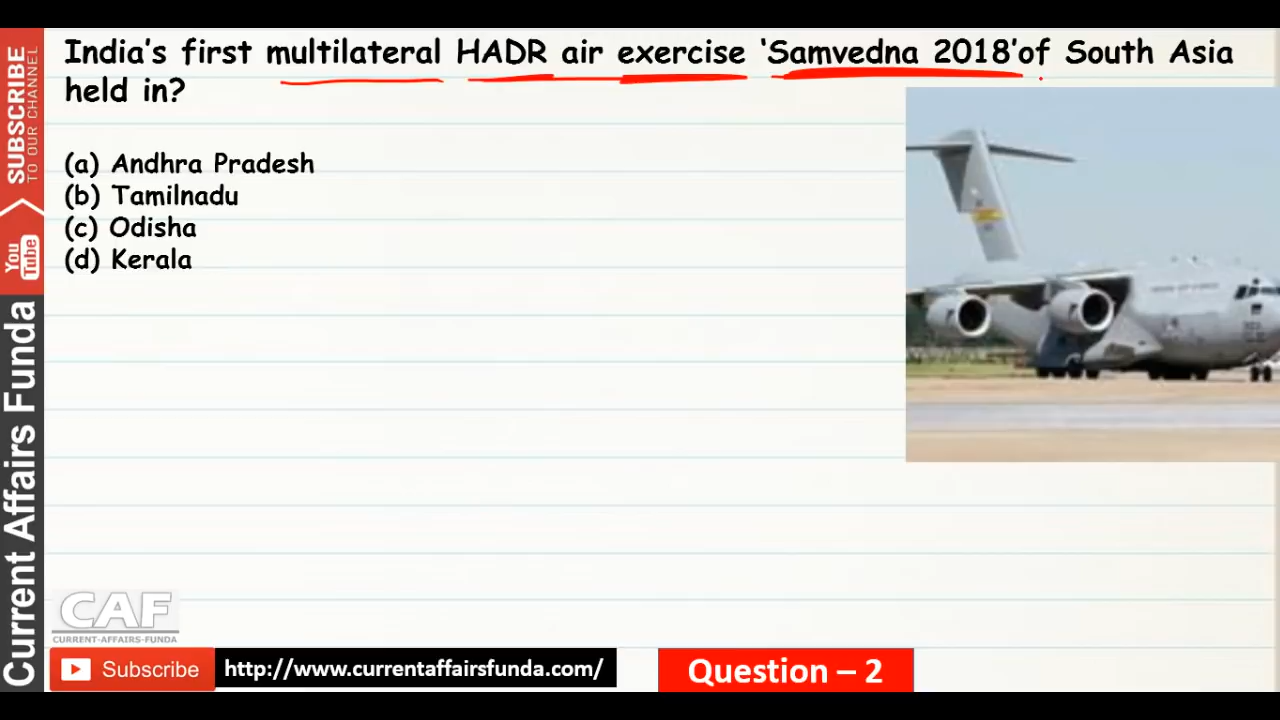 India's first multilateral HADR air exercise ‘Samvedna 2018’of South Asia
held in?
(a) Andhra Pradesh
(b) Tamilnadu
(c) Odisha
(d) Kerala
SUBSCRIBE
TO OUR CHANNEL
You
Tube
Current Affairs Funda
CAF
CURRENT-AFFAIRS-FUNDA
Subscribe
http://www.currentaffairsfunda.com/
Question – 2